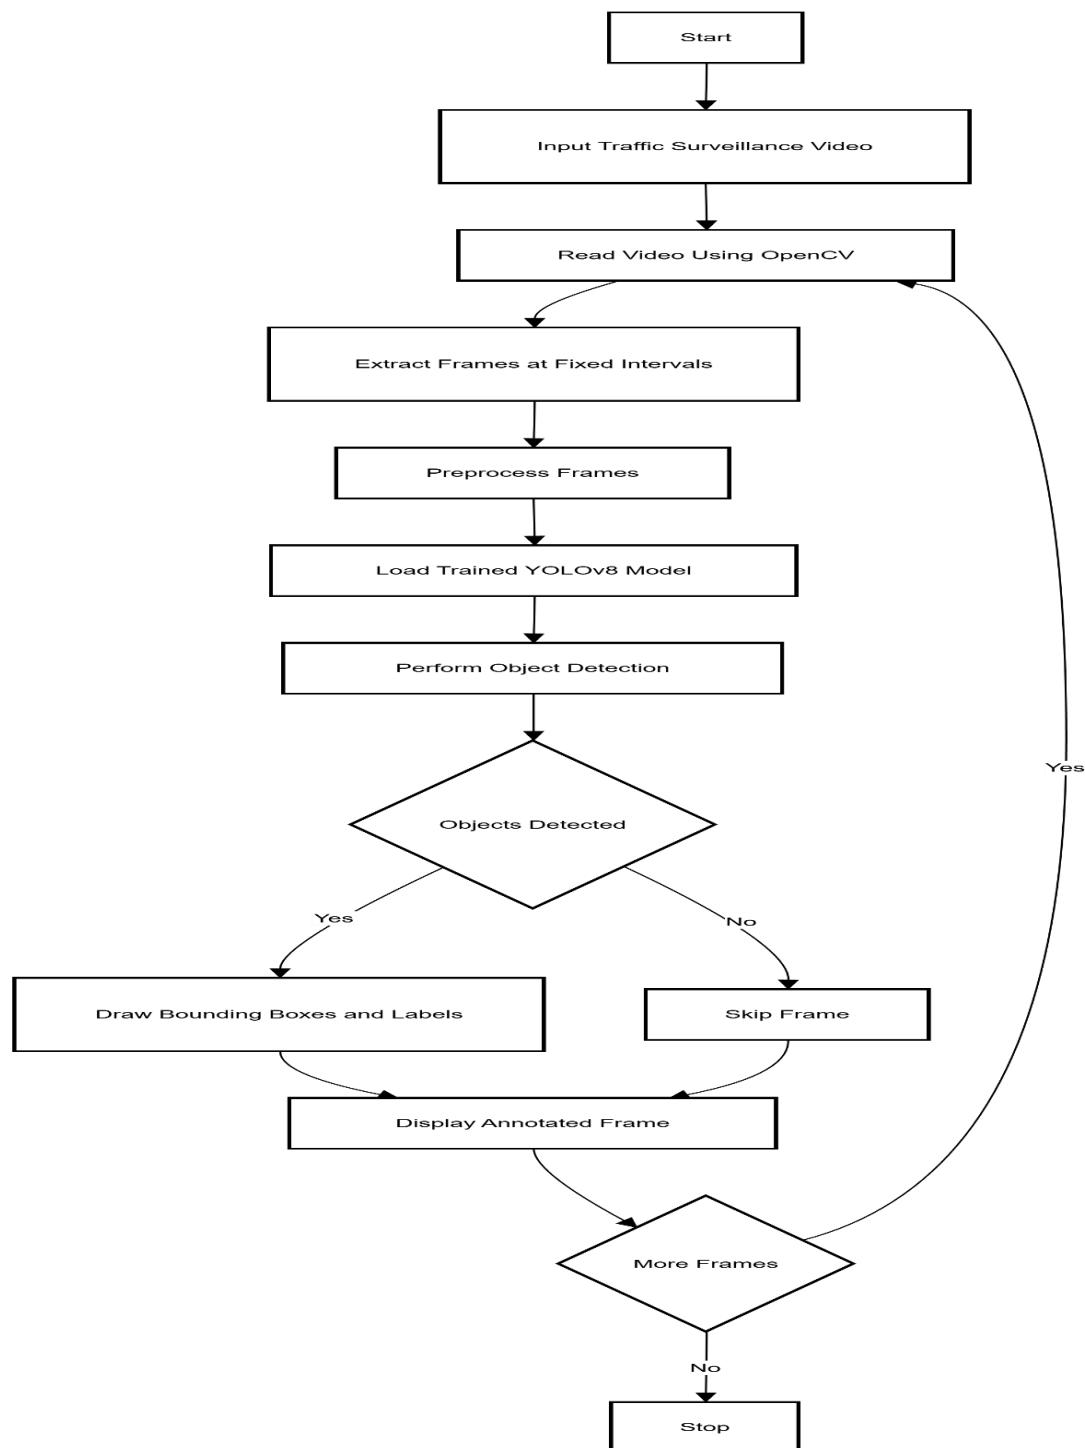 Start
Input Traffic Surveillance Video
Read Video Using OpenCV
Extract Frames at Fixed Intervals
Preprocess Frames
Load Trained YOLOv8 Model
Perform Object Detection
Yes
Objects Detected
Yes
No
Draw Bounding Boxes and Labels
Skip Frame
Display Annotated Frame
More Frames
No
Stop